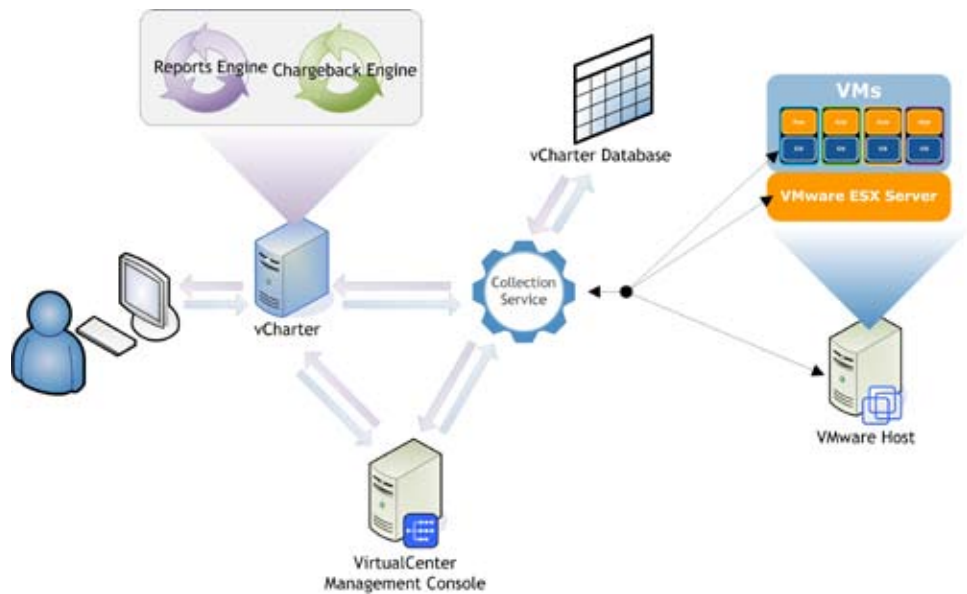 Reports Engine
Chargeback Engine
vCharter Database
VMs
VMware ESX Server
Collection
Service
vCharter
VMware Host
VirtualCenter
Management Console